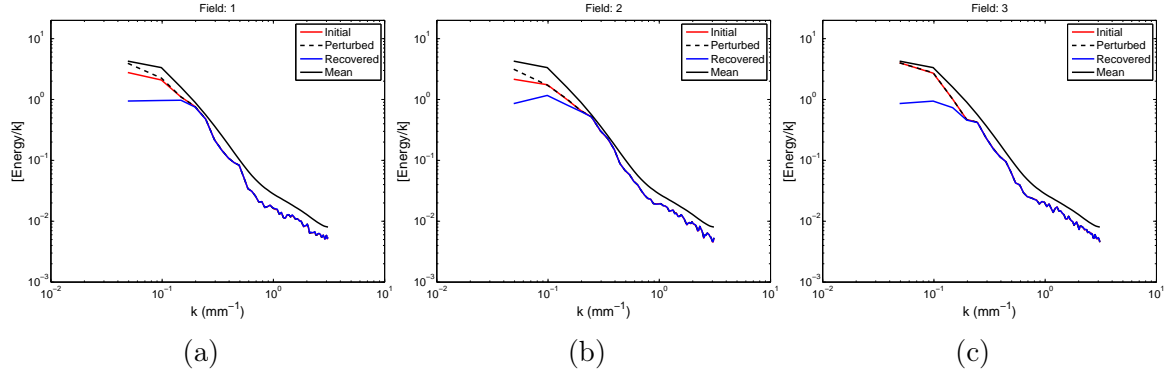 Field: 1
10^1
10^0
10^-1
10^-2
10^-3
[Energy/k]
Initial
Perturbed
Recovered
Mean
10^-2
10^-1
10^0
10^1
k (mm^-1)
(a)
Field: 2
10^1
10^0
10^-1
10^-2
10^-3
[Energy/k]
Initial
Perturbed
Recovered
Mean
10^-2
10^-1
10^0
10^1
k (mm^-1)
(b)
Field: 3
10^1
10^0
10^-1
10^-2
10^-3
[Energy/k]
Initial
Perturbed
Recovered
Mean
10^-2
10^-1
10^0
10^1
k (mm^-1)
(c)